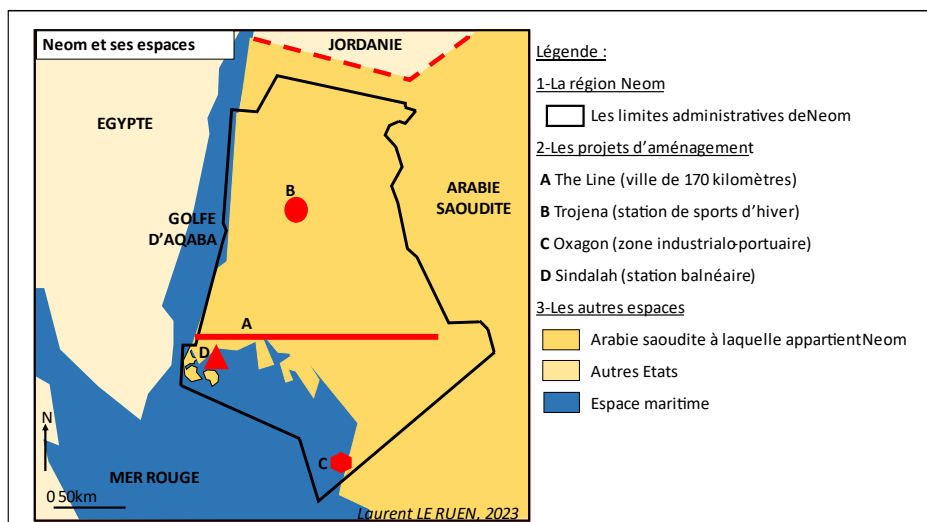 Neom et ses espaces
JORDANIE
EGYPTE
B
ARABIE
SAOUDITE
GOLFE
D'AQABA
A
D
N
C
MER ROUGE
0 50km
Laurent LE RUEN, 2023
Légende :
1-La région Neom
Les limites administratives deNeom
2-Les projets d'aménagement
A The Line (ville de 170 kilomètres)
B Trojena (station de sports d'hiver)
C Oxagon (zone industrialo-portuaire)
D Sindalah (station balnéaire)
3-Les autres espaces
Arabie saoudite à laquelle appartientNeom
Autres Etats
Espace maritime